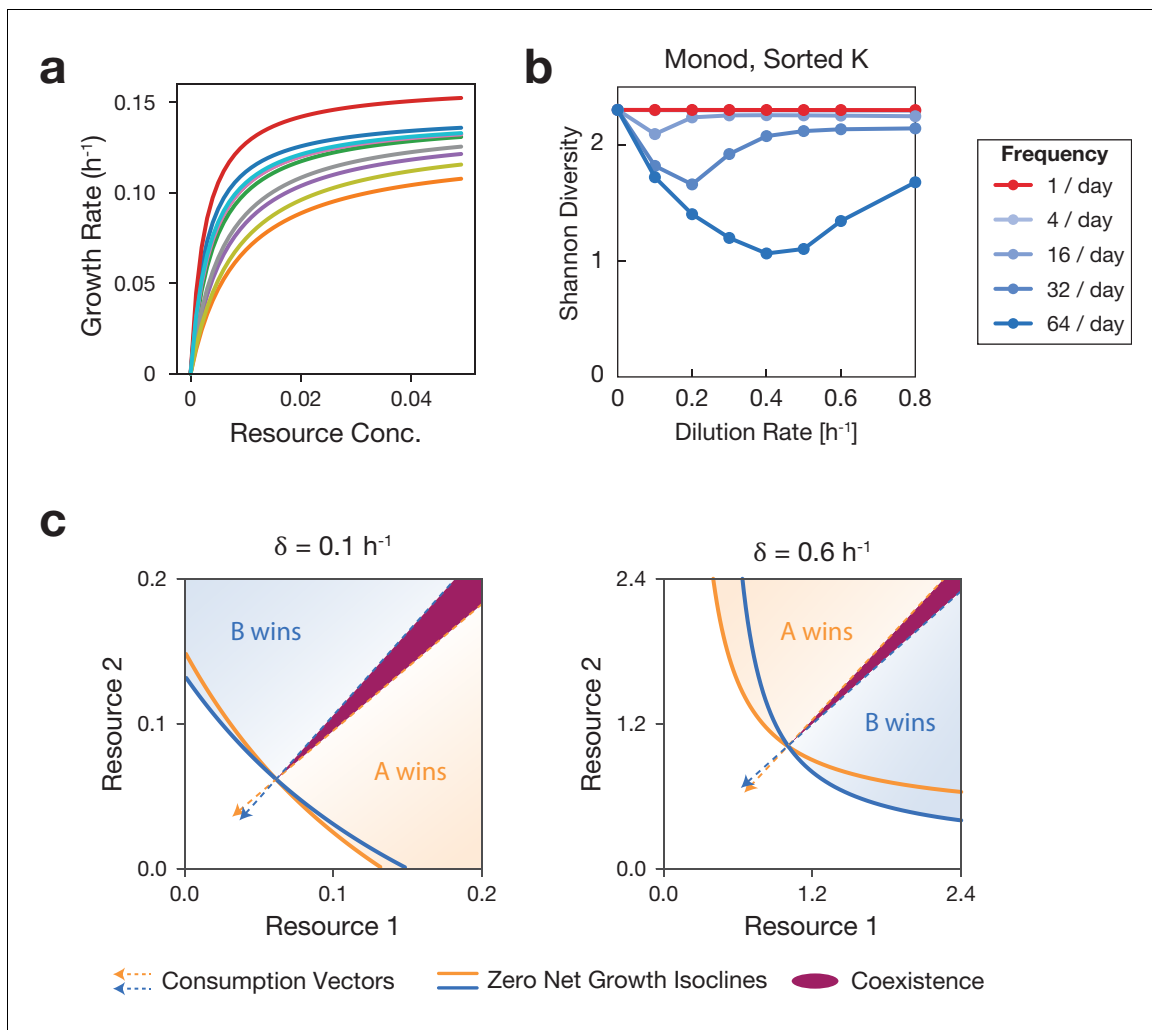 a
0.15
0.10
0.05
0
0
0.02
0.04
Growth Rate (h-1)
Resource Conc.
b
Monod, Sorted K
2
1
0
0
0.2
0.4
0.6
0.8
Shannon Diversity
Dilution Rate [h-1]
Frequency
1 / day
4 / day
16 / day
32 / day
64 / day
c
δ = 0.1 h-1
0.2
0.1
0.0
0.0
0.1
0.2
B wins
A wins
Resource 2
Resource 1
δ = 0.6 h-1
2.4
1.2
0.0
0.0
1.2
2.4
A wins
B wins
Resource 2
Resource 1
Consumption Vectors
Zero Net Growth Isoclines
Coexistence